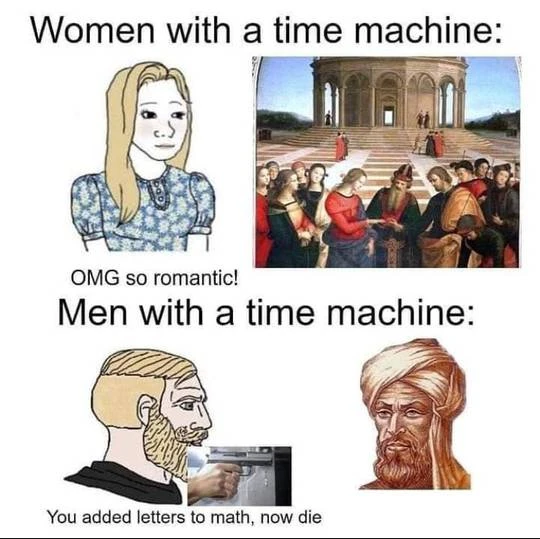 Women with a time machine:
OMG so romantic!
Men with a time machine:
You added letters to math, now die